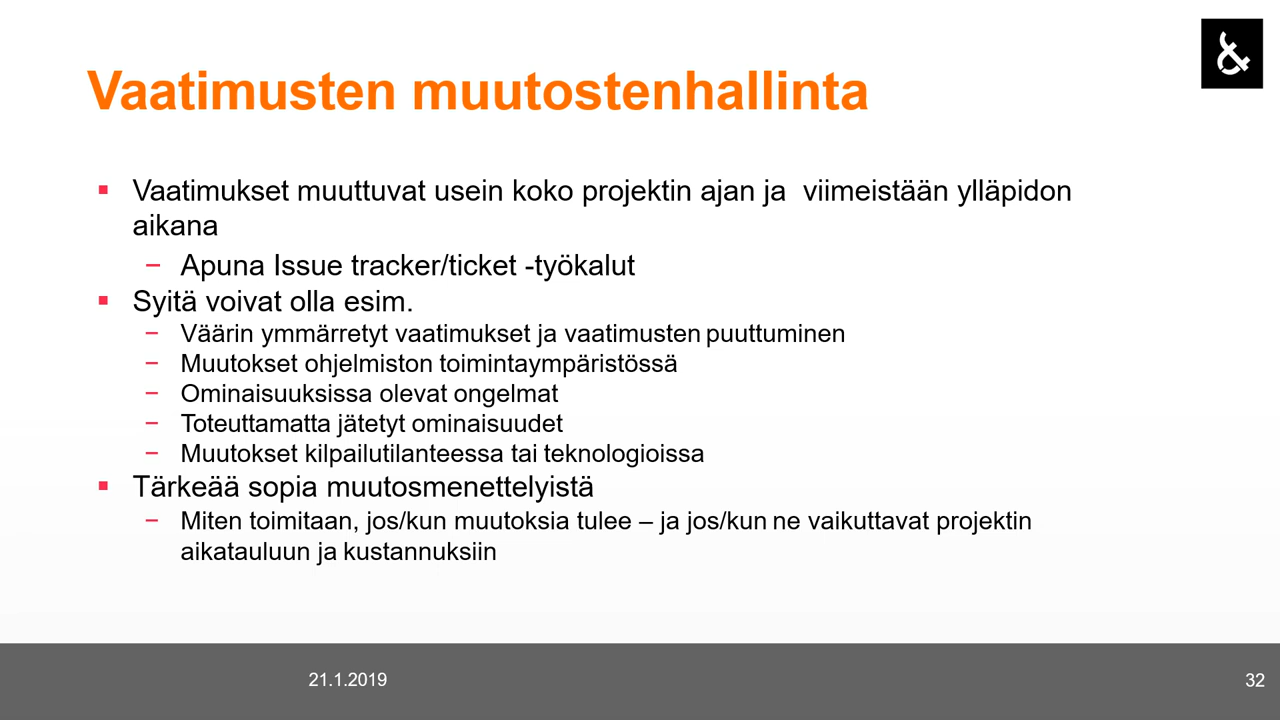 &
Vaatimusten muutostenhallinta
▪ Vaatimukset muuttuvat usein koko projektin ajan ja  viimeistään ylläpidon
aikana
– Apuna Issue tracker/ticket -työkalut
▪ Syitä voivat olla esim.
– Väärin ymmärretyt vaatimukset ja vaatimusten puuttuminen
– Muutokset ohjelmiston toimintaympäristössä
– Ominaisuuksissa olevat ongelmat
– Toteuttamatta jätetyt ominaisuudet
– Muutokset kilpailutilanteessa tai teknologioissa
▪ Tärkeää sopia muutosmenettelyistä
– Miten toimitaan, jos/kun muutoksia tulee – ja jos/kun ne vaikuttavat projektin
aikatauluun ja kustannuksiin
21.1.2019
32